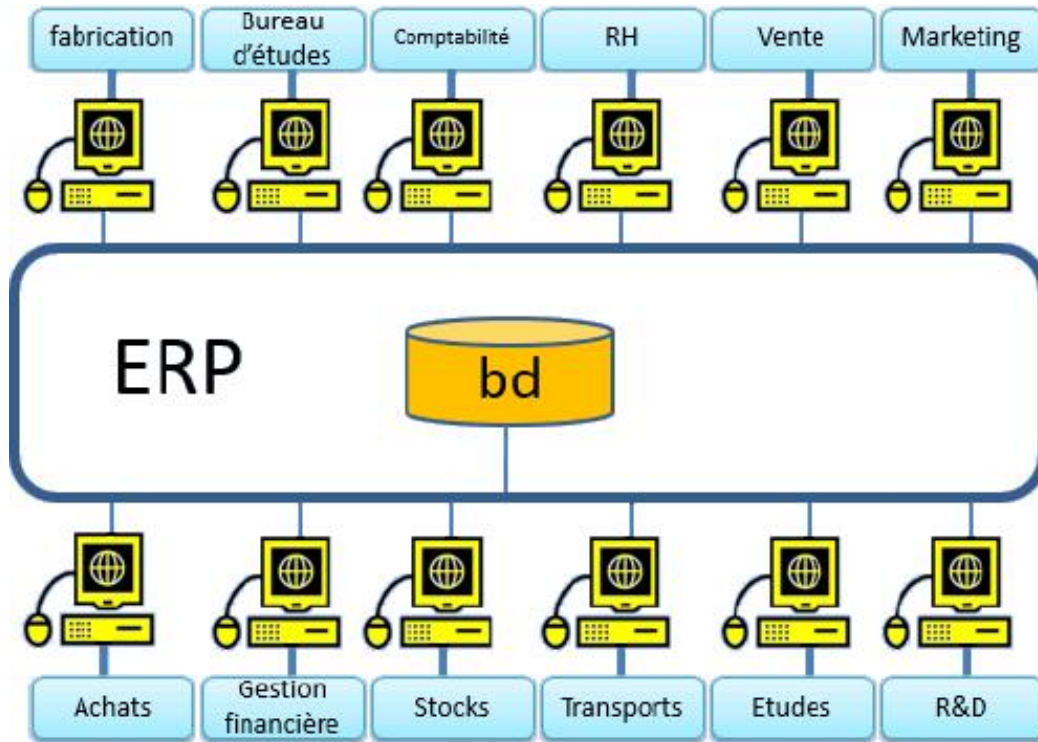 fabrication
Bureau
d'études
Comptabilité
RH
Vente
Marketing
ERP
bd
Achats
Gestion
financière
Stocks
Transports
Etudes
R&D